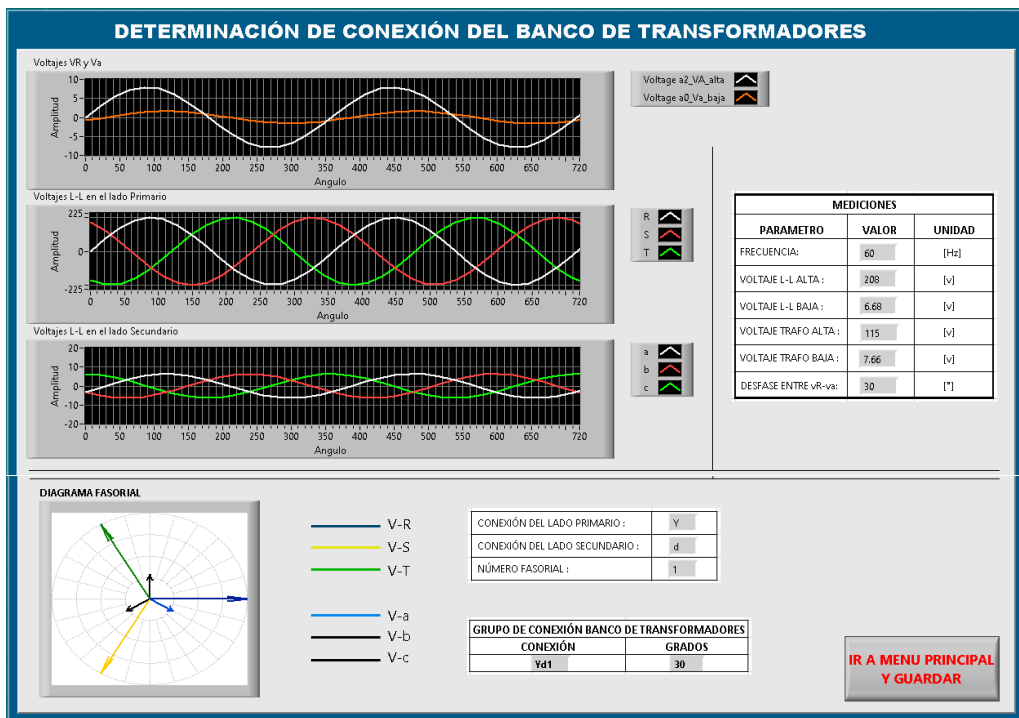 DETERMINACIÓN DE CONEXIÓN DEL BANCO DE TRANSFORMADORES
Voltajes VR y Va
Amplitud
10
5
0
-5
-10
0 50 100 150 200 250 300 350 400 450 500 550 600 650 720
Angulo
Voltage a2_VA_alta
Voltage a0_Va_baja
Voltajes L-L en el lado Primario
Amplitud
225
0
-225
0 50 100 150 200 250 300 350 400 450 500 550 600 650 720
Angulo
R
S
T
Voltajes L-L en el lado Secundario
Amplitud
20
10
0
-10
-20
0 50 100 150 200 250 300 350 400 450 500 550 600 650 720
Angulo
a
b
c
MEDICIONES
PARAMETRO VALOR UNIDAD
FRECUENCIA: 60 [Hz]
VOLTAJE L-L ALTA : 208 [v]
VOLTAJE L-L BAJA : 6.68 [v]
VOLTAJE TRAFO ALTA : 115 [v]
VOLTAJE TRAFO BAJA : 7.66 [v]
DESFASE ENTRE vR-va: 30 [°]
DIAGRAMA FASORIAL
V-R
V-S
V-T
V-a
V-b
V-c
CONEXIÓN DEL LADO PRIMARIO : Y
CONEXIÓN DEL LADO SECUNDARIO : d
NÚMERO FASORIAL : 1
GRUPO DE CONEXIÓN BANCO DE TRANSFORMADORES
CONEXIÓN GRADOS
Yd1 30
IR A MENU PRINCIPAL
Y GUARDAR